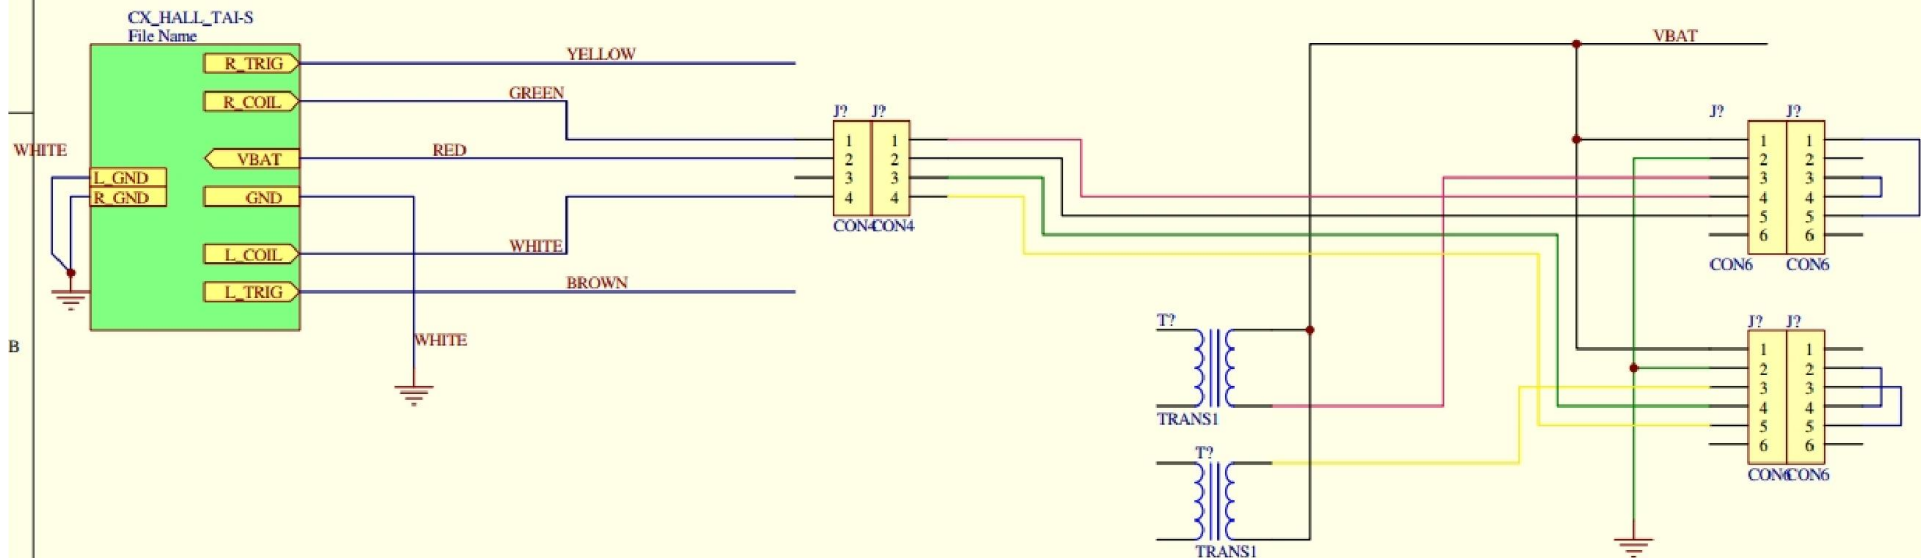 CX_HALL_TAI-S
File Name
R_TRIG
YELLOW
R_COIL
GREEN
WHITE
VBAT
RED
L_GND
R_GND
GND
L_COIL
WHITE
L_TRIG
BROWN
WHITE
B
J? J?
1 1
2 2
3 3
4 4
CON4 CON4
VBAT
J? J?
1 1
2 2
3 3
4 4
5 5
6 6
CON6 CON6
T?
TRANS1
T?
TRANS1
J? J?
1 1
2 2
3 3
4 4
5 5
6 6
CON6 CON6